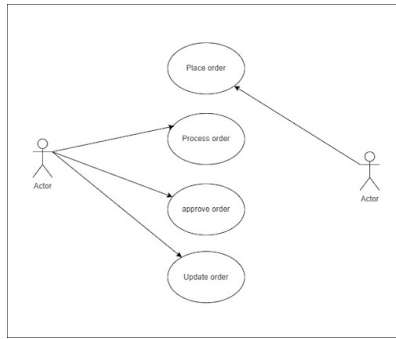 Place order
Process order
Actor
Actor
approve order
Update order